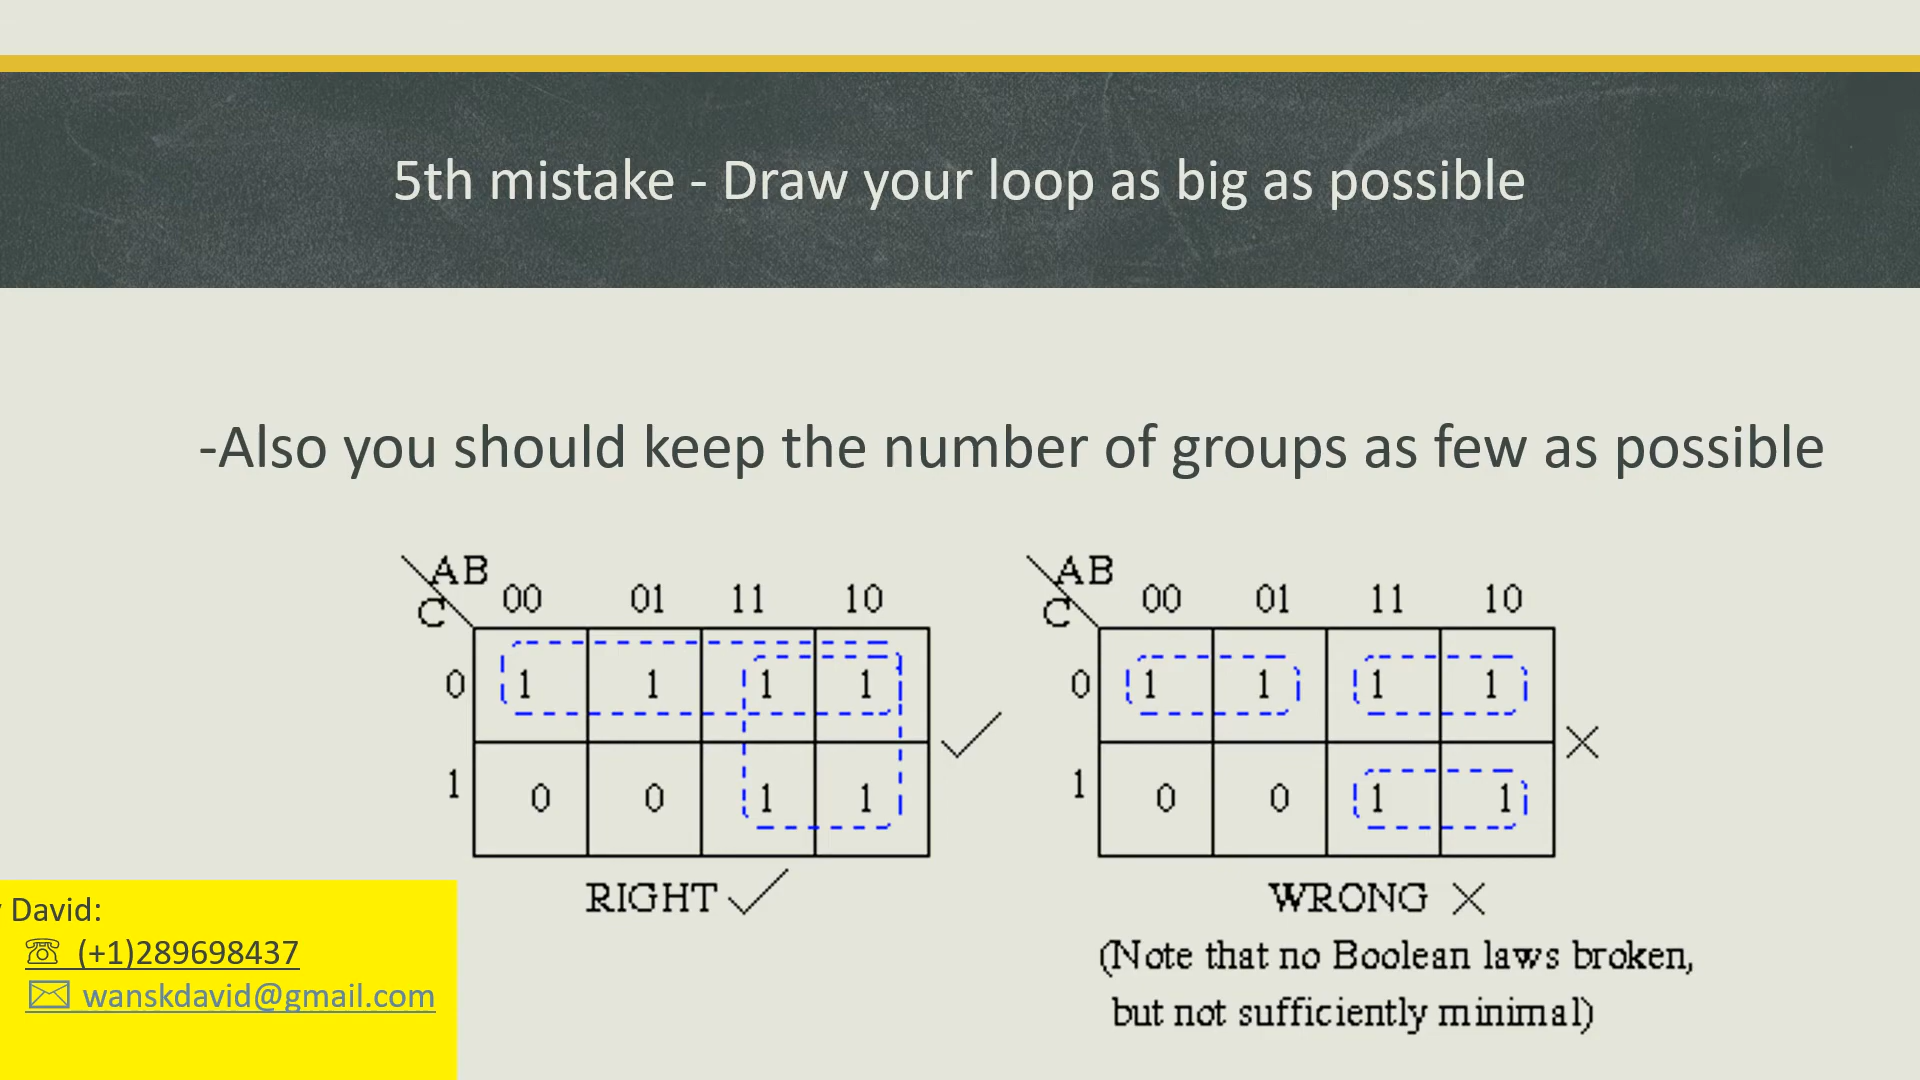 5th mistake - Draw your loop as big as possible
-Also you should keep the number of groups as few as possible
AB
C
00 01 11 10
0 1 1 1 1
1 0 0 1 1
RIGHT
AB
C
00 01 11 10
0 1 1 1 1
1 0 0 1 1
WRONG
(Note that no Boolean laws broken,
but not sufficiently minimal)
David:
(+1)289698437
wanskdavid@gmail.com